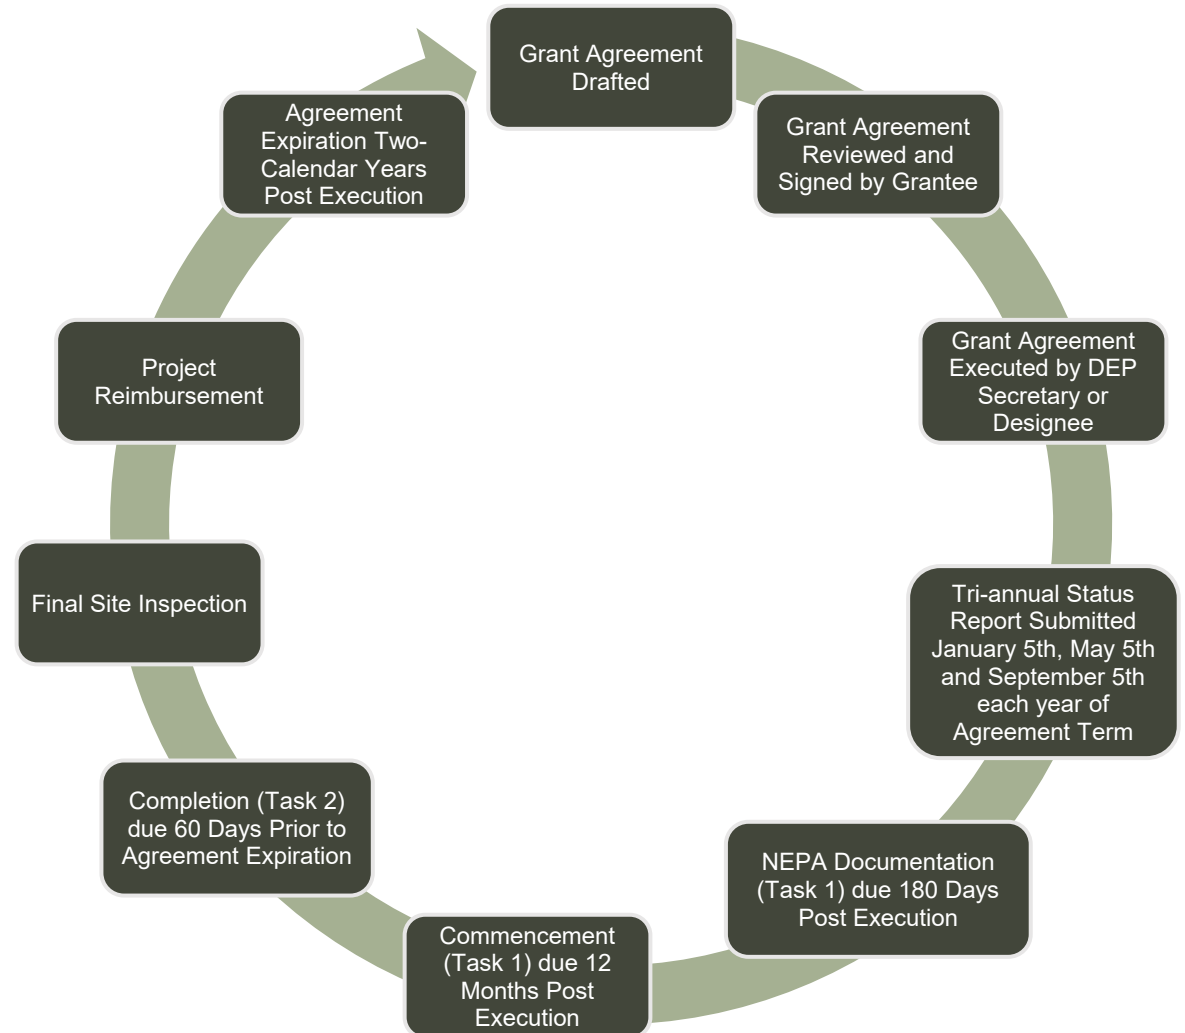 Grant Agreement
Drafted
Grant Agreement
Reviewed and
Signed by Grantee
Grant Agreement
Executed by DEP
Secretary or
Designee
Tri-annual Status
Report Submitted
January 5th, May 5th
and September 5th
each year of
Agreement Term
NEPA Documentation
(Task 1) due 180 Days
Post Execution
Commencement
(Task 1) due 12
Months Post
Execution
Completion (Task 2)
due 60 Days Prior to
Agreement Expiration
Final Site Inspection
Project
Reimbursement
Agreement
Expiration Two-
Calendar Years
Post Execution